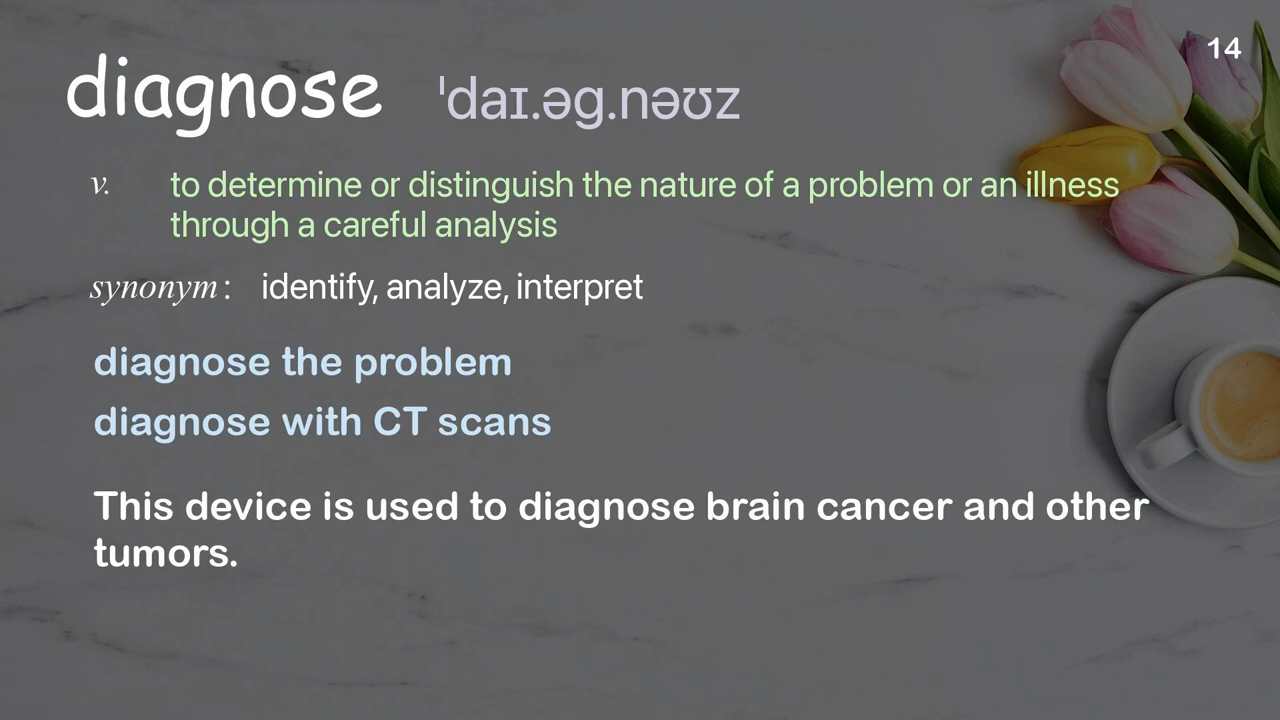 14
diagnose ˈdaɪ.əg.nəʊz
v. to determine or distinguish the nature of a problem or an illness
through a careful analysis
synonym : identify, analyze, interpret
diagnose the problem
diagnose with CT scans
This device is used to diagnose brain cancer and other
tumors.